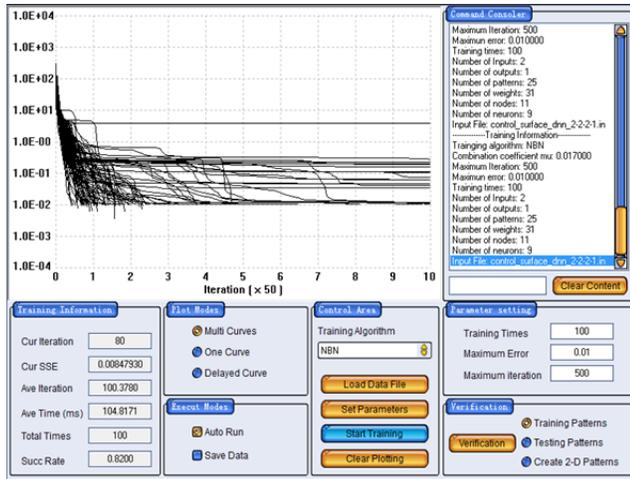 1.0E+04
1.0E+03
1.0E+02
1.0E+01
1.0E-00
1.0E-01
1.0E-02
1.0E-03
1.0E-04
0 1 2 3 4 5 6 7 8 9 10
Iteration ( × 50 )
Command Consoler
Maximum Iteration: 500
Maximun error: 0.010000
Training times: 100
Number of Inputs: 2
Number of outputs: 1
Number of patterns: 25
Number of weights: 31
Number of nodes: 11
Number of neurons: 9
Input File: control_surface_dnn_2-2-2-1.in
------------Training Information-----------
Trainging algorithm: NBN
Combination coefficient mu: 0.017000
Maximum Iteration: 500
Maximun error: 0.010000
Training times: 100
Number of Inputs: 2
Number of outputs: 1
Number of patterns: 25
Number of weights: 31
Number of nodes: 11
Number of neurons: 9
Input File: control_surface_dnn_2-2-2-1.in
Clear Content
Training Information
Cur Iteration 80
Cur SSE 0.00847930
Ave Iteration 100.3780
Ave Time (ms) 104.8171
Total Times 100
Succ Rate 0.8200
Plot Modes
Multi Curves
One Curve
Delayed Curve
Execut Modes
Auto Run
Save Data
Control Area
Training Algorithm
NBN
Load Data File
Set Parameters
Start Training
Clear Plotting
Parameter setting
Training Times 100
Maximum Error 0.01
Maximum iteration 500
Verification
Verification
Training Patterns
Testing Patterns
Create 2-D Patterns